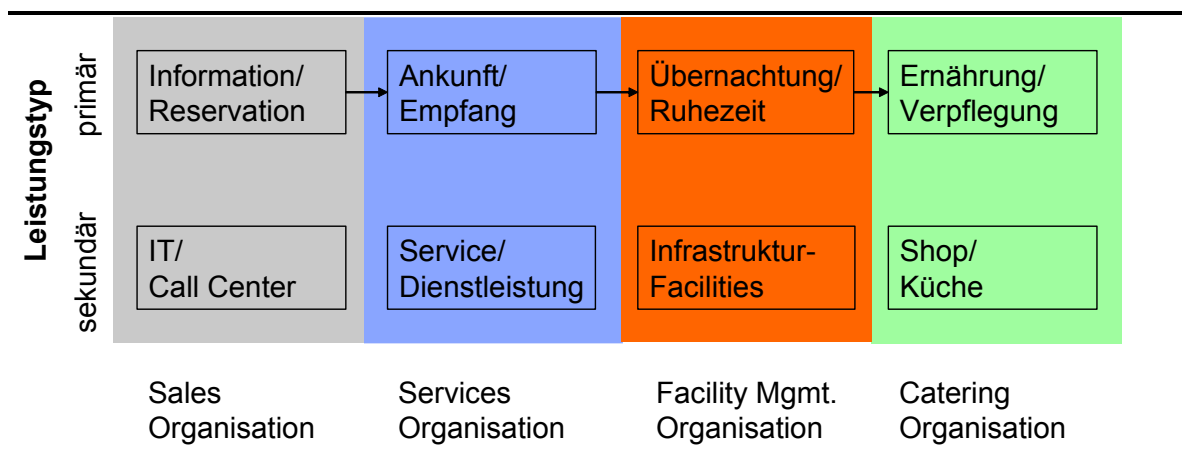 Leistungstyp
primär
Information/
Reservation
Ankunft/
Empfang
Übernachtung/
Ruhezeit
Ernährung/
Verpflegung
sekundär
IT/
Call Center
Service/
Dienstleistung
Infrastruktur-
Facilities
Shop/
Küche
Sales
Organisation
Services
Organisation
Facility Mgmt.
Organisation
Catering
Organisation